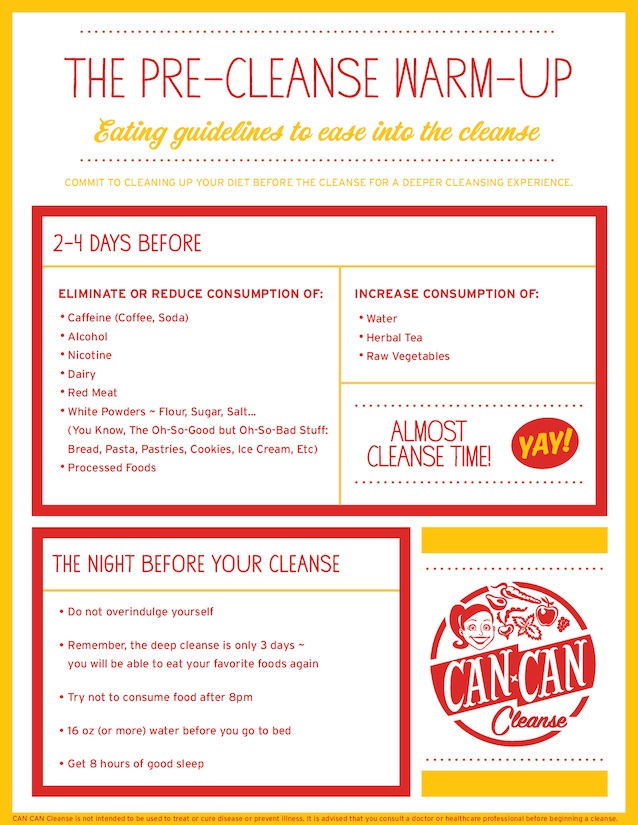 THE PRE-CLEANSE WARM-UP
Eating guidelines to ease into the cleanse
COMMIT TO CLEANING UP YOUR DIET BEFORE THE CLEANSE FOR A DEEPER CLEANSING EXPERIENCE.
2-4 DAYS BEFORE
ELIMINATE OR REDUCE CONSUMPTION OF:
• Caffeine (Coffee, Soda)
• Alcohol
• Nicotine
• Dairy
• Red Meat
• White Powders ~ Flour, Sugar, Salt...
(You Know, The Oh-So-Good but Oh-So-Bad Stuff:
Bread, Pasta, Pastries, Cookies, Ice Cream, Etc)
• Processed Foods
INCREASE CONSUMPTION OF:
• Water
• Herbal Tea
• Raw Vegetables
ALMOST
CLEANSE TIME!
YAY!
THE NIGHT BEFORE YOUR CLEANSE
• Do not overindulge yourself
• Remember, the deep cleanse is only 3 days ~
you will be able to eat your favorite foods again
• Try not to consume food after 8pm
• 16 oz (or more) water before you go to bed
• Get 8 hours of good sleep
CAN×CAN
Cleanse
CAN CAN Cleanse is not intended to be used to treat or cure disease or prevent illness. It is advised that you consult a doctor or healthcare professional before beginning a cleanse.